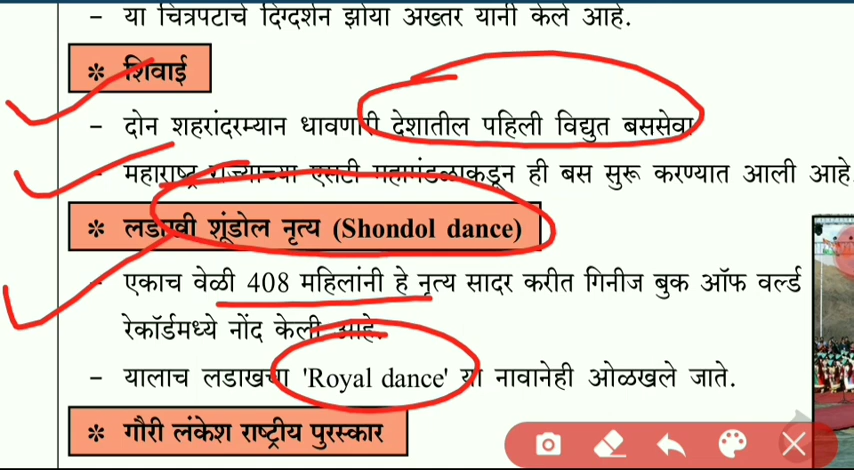 - या चित्रपटाचे दिग्दर्शन झोया अख्तर यानी केले आहे.
* शिवाई
- दोन शहरांदरम्यान धावणारी देशातील पहिली विद्युत बससेवा
- महाराष्ट्र राज्याच्या एसटी महामंडळाकडून ही बस सुरू करण्यात आली आहे
* लडाखी शूंडोल नृत्य (Shondol dance)
- एकाच वेळी 408 महिलांनी हे नृत्य सादर करीत गिनीज बुक ऑफ वर्ल्ड
रेकॉर्डमध्ये नोंद केली आहे.
- यालाच लडाखचा 'Royal dance' या नावानेही ओळखले जाते.
* गौरी लंकेश राष्ट्रीय पुरस्कार